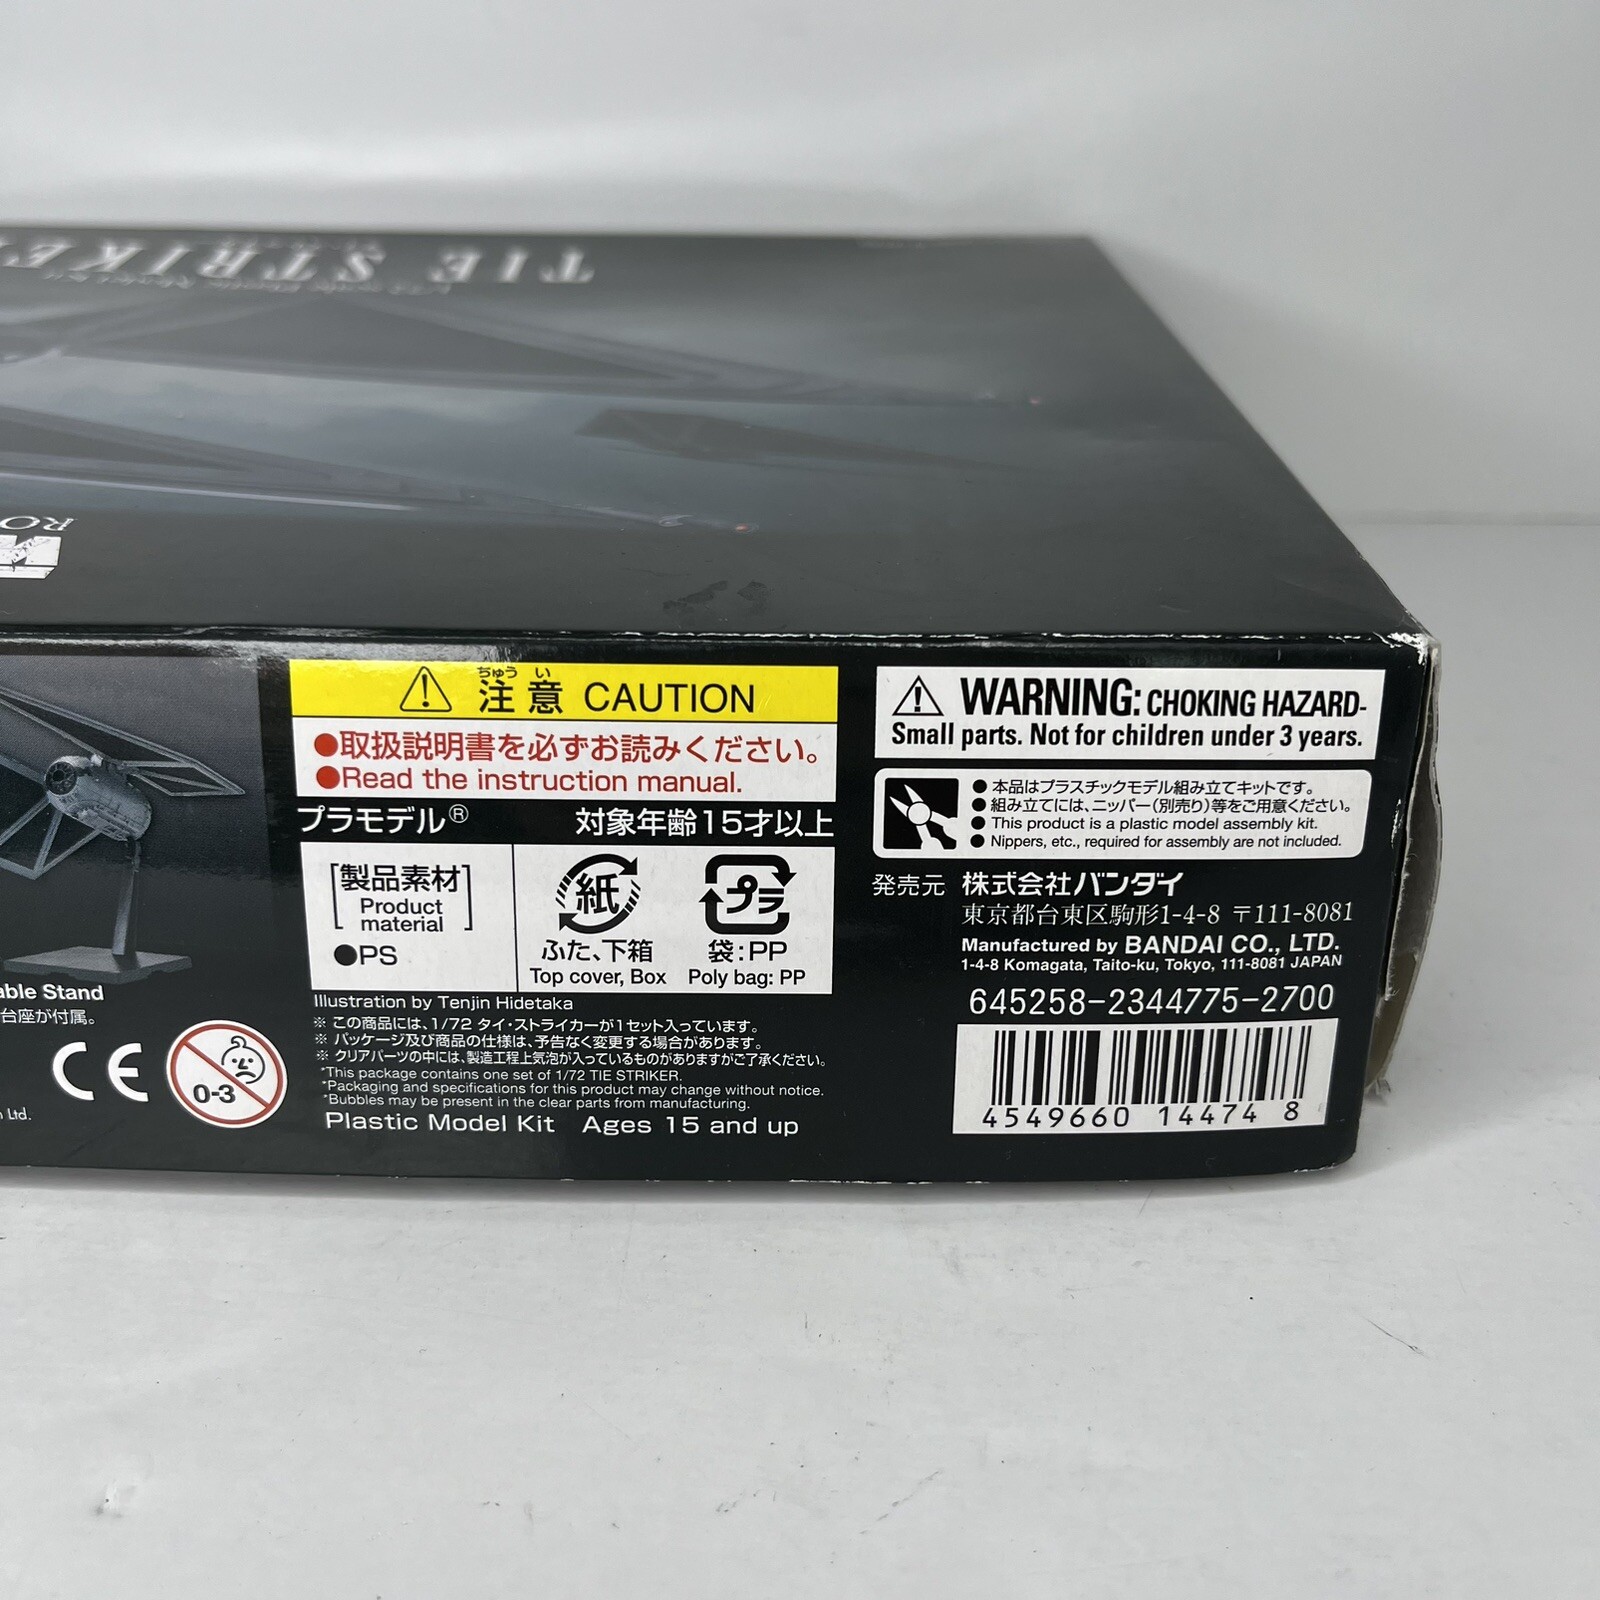 TIE STRIKE
RO
able Stand
台座が付属。
CE
0-3
n Ltd.
ちゅう い
注意 CAUTION
●取扱説明書を必ずお読みください。
●Read the instruction manual.
プラモデル® 対象年齢15才以上
[製品素材]
Product
material
●PS
紙
ふた、下箱
Top cover, Box
プラ
袋:PP
Poly bag: PP
Illustration by Tenjin Hidetaka
※ この商品には、1/72 タイ・ストライカーが1セット入っています。
※ パッケージ及び商品の仕様は、予告なく変更する場合があります。
※ クリアパーツの中には、製造工程上気泡が入っているものがありますがご了承ください。
*This package contains one set of 1/72 TIE STRIKER.
*Packaging and specifications for this product may change without notice.
*Bubbles may be present in the clear parts from manufacturing.
Plastic Model Kit Ages 15 and up
WARNING: CHOKING HAZARD-
Small parts. Not for children under 3 years.
● 本品はプラスチックモデル組み立てキットです。
● 組み立てには、ニッパー(別売り)等をご用意ください。
● This product is a plastic model assembly kit.
● Nippers, etc., required for assembly are not included.
発売元 株式会社バンダイ
東京都台東区駒形1-4-8 〒111-8081
Manufactured by BANDAI CO., LTD.
1-4-8 Komagata, Taito-ku, Tokyo, 111-8081 JAPAN
645258-2344775-2700
4549660 14474 8